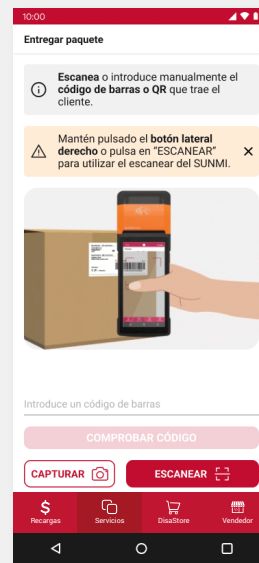 10:00
Entregar paquete
Escanea o introduce manualmente el
código de barras o QR que trae el
cliente.
Mantén pulsado el botón lateral
derecho o pulsa en “ESCANEAR”
para utilizar el escanear del SUNMI.
Introduce un código de barras
COMPROBAR CÓDIGO
CAPTURAR
ESCANEAR
Recargas
Servicios
DisaStore
Vendedor